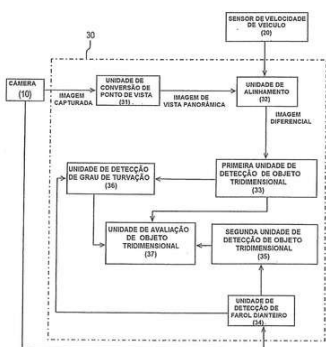 30
SENSOR DE VELOCIDADE
DE VEÍCULO
(20)
CÂMERA
(10)
IMAGEM
CAPTURADA
UNIDADE DE
CONVERSÃO DE
PONTO DE VISTA
(31)
IMAGEM DE
VISTA PANORÂMICA
UNIDADE DE
ALINHAMENTO
(32)
IMAGEM
DIFERENCIAL
UNIDADE DE DETECÇÃO
DE GRAU DE TURVAÇÃO
(36)
PRIMEIRA UNIDADE DE
DETECÇÃO DE OBJETO
TRIDIMENSIONAL
(33)
UNIDADE DE AVALIAÇÃO
DE OBJETO
TRIDIMENSIONAL
(37)
SEGUNDA UNIDADE DE
DETECÇÃO DE OBJETO
TRIDIMENSIONAL
(35)
UNIDADE DE
DETECÇÃO DE
FAROL DIANTEIRO
(34)